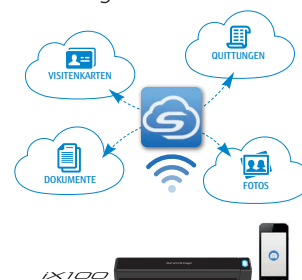 VISITENKARTEN
QUITTUNGEN
S
DOKUMENTE
FOTOS
iX100